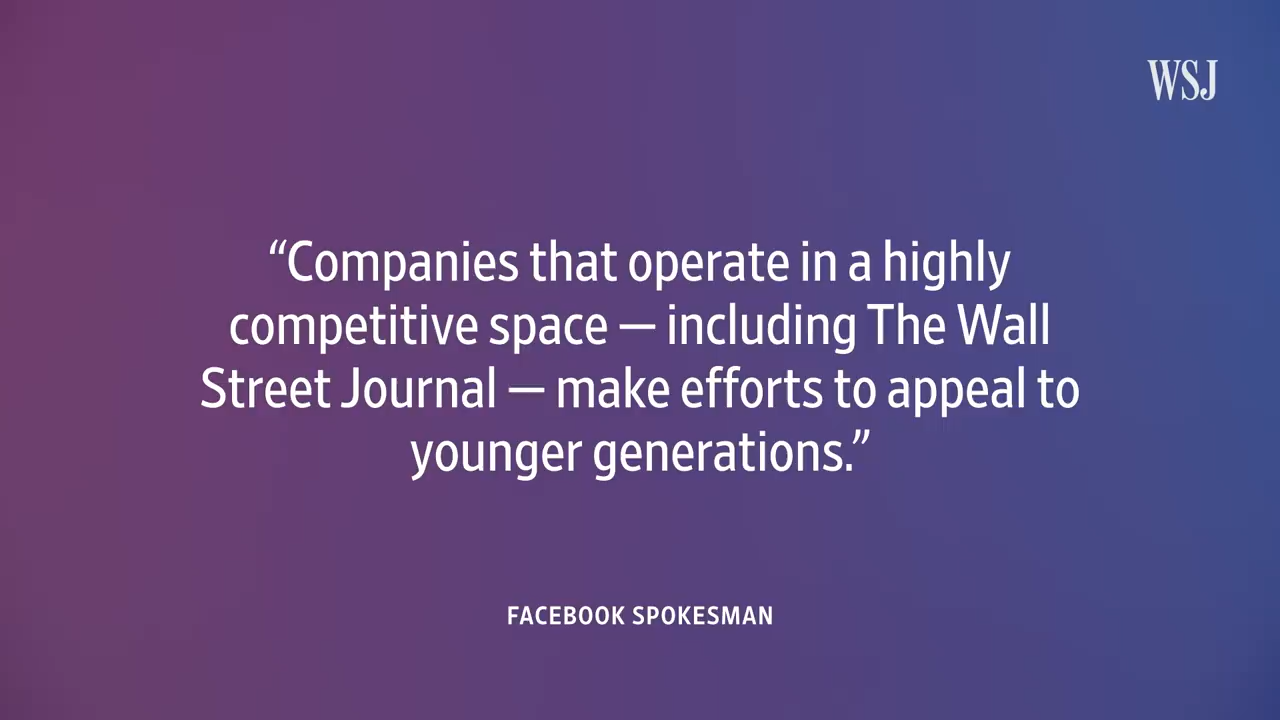 WSJ
“Companies that operate in a highly
competitive space — including The Wall
Street Journal — make efforts to appeal to
younger generations.”
FACEBOOK SPOKESMAN